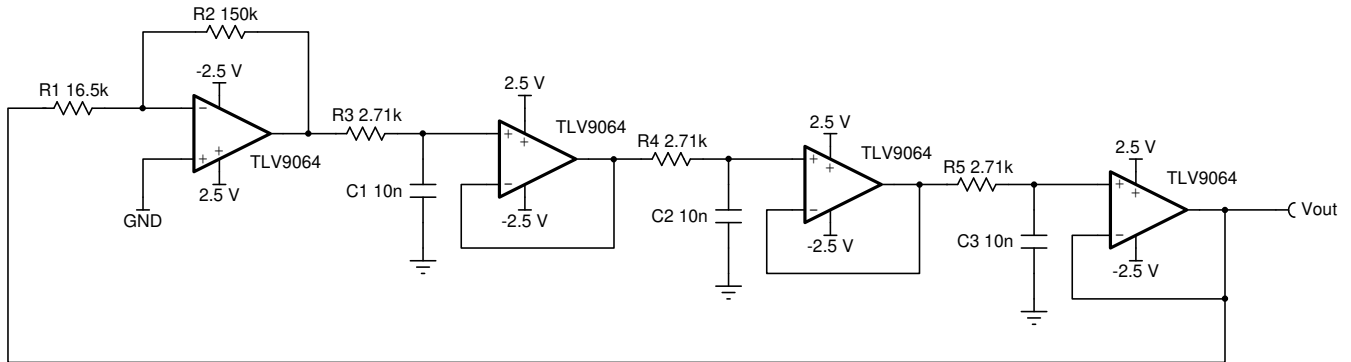 R2 150k
-2.5 V
R1 16.5k
TLV9064
2.5 V
GND
R3 2.71k
C1 10n
2.5 V
TLV9064
-2.5 V
R4 2.71k
C2 10n
2.5 V
TLV9064
-2.5 V
R5 2.71k
C3 10n
2.5 V
TLV9064
-2.5 V
Vout